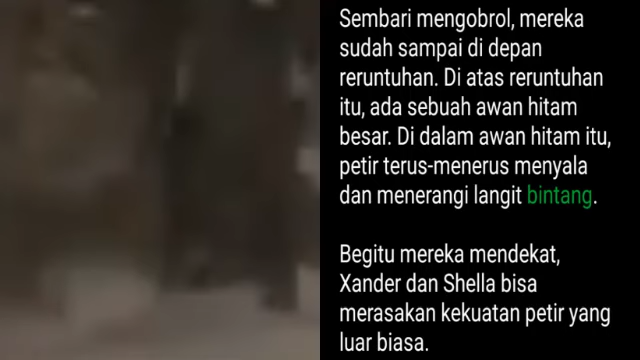 Sembari mengobrol, mereka
sudah sampai di depan
reruntuhan. Di atas reruntuhan
itu, ada sebuah awan hitam
besar. Di dalam awan hitam itu,
petir terus-menerus menyala
dan menerangi langit bintang.
Begitu mereka mendekat,
Xander dan Shella bisa
merasakan kekuatan petir yang
luar biasa.